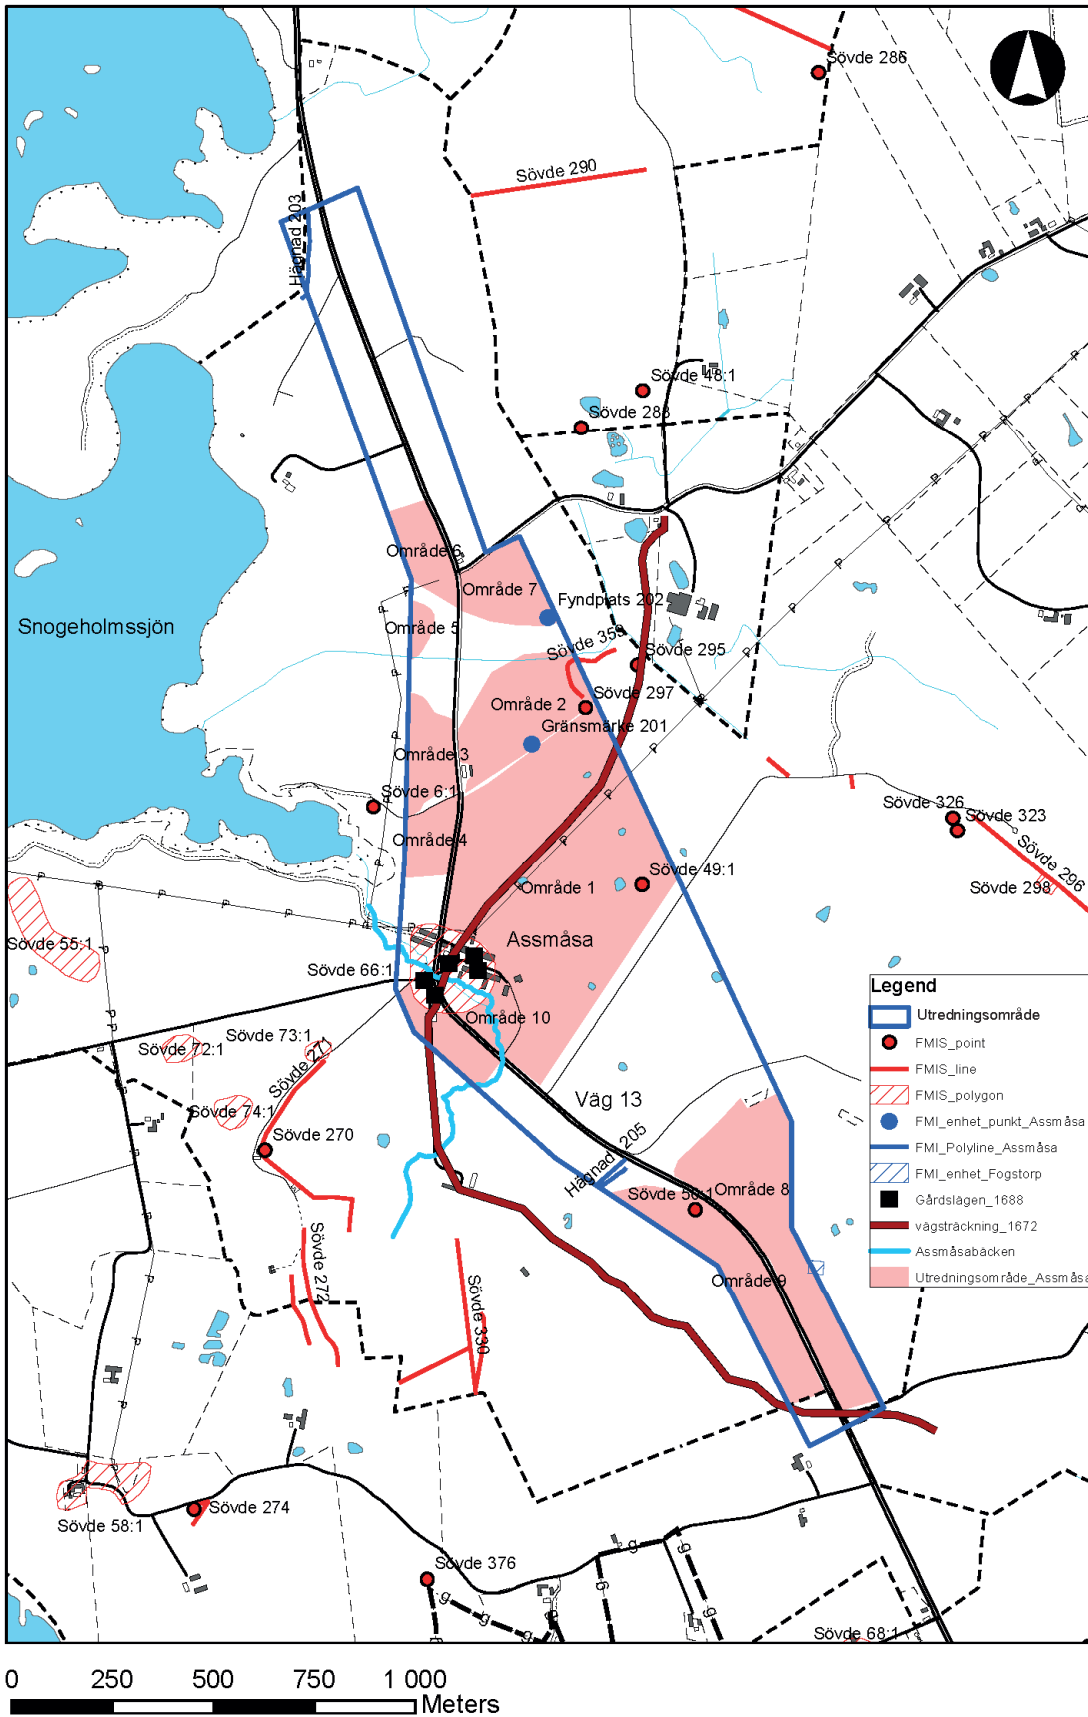 Sövde 286
Sövde 290
Hägnad 203
Sövde 48:1
Sövde 288
Område 6
Område 7
Fyndplats 202
Snogeholmssjön
Område 5
Sövde 353
Sövde 295
Sövde 297
Område 2
Gränsmärke 201
Område 3
Sövde 6:1
Sövde 326
Sövde 323
Område 4
Sövde 296
Sövde 49:1
Område 1
Sövde 298
Sövde 55:1
Assmåsa
Sövde 66:1
Legend
Utredningsområde
Område 10
Sövde 73:1
FMIS_point
Sövde 72:1
Sövde 271
FMIS_line
Väg 13
FMIS_polygon
Sövde 74:1
FMI_enhet_punkt_Assmåsa
Sövde 270
Hägnad 205
FMI_Polyline_Assmåsa
FMI_enhet_Fogstorp
Sövde 56:1
Område 8
Gårdslägen_1688
vägsträckning_1672
Sövde 272
Assmåsabäcken
Område 9
Utredningsområde_Assmåsa
Sövde 330
Sövde 274
Sövde 58:1
Sövde 376
Sövde 68:1
0 250 500 750 1 000
Meters